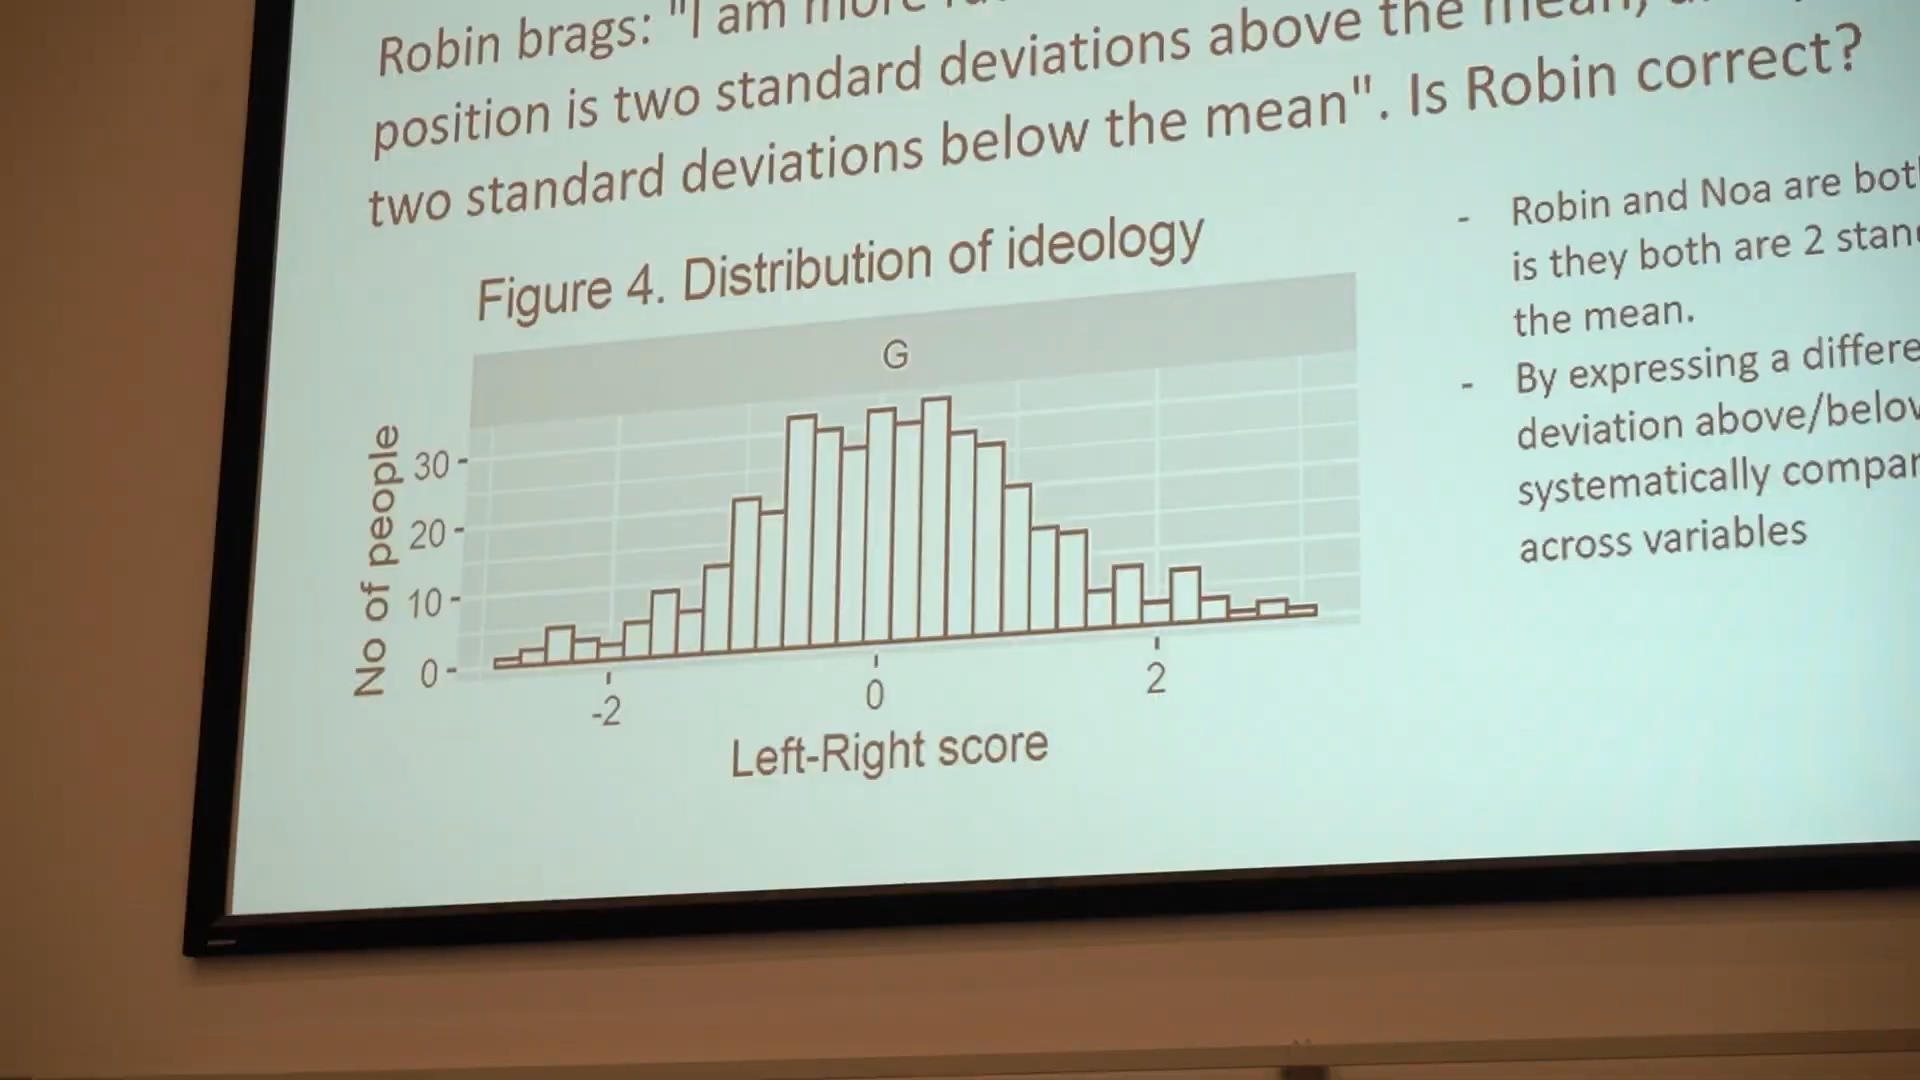 Robin brags: "I am more
position is two standard deviations above the mean,
two standard deviations below the mean". Is Robin correct?
Figure 4. Distribution of ideology
G
No of people
30
20
10
0
-2
0
2
Left-Right score
- Robin and Noa are
is they both are 2
the mean.
- By expressing a
deviation
systematically
across variables